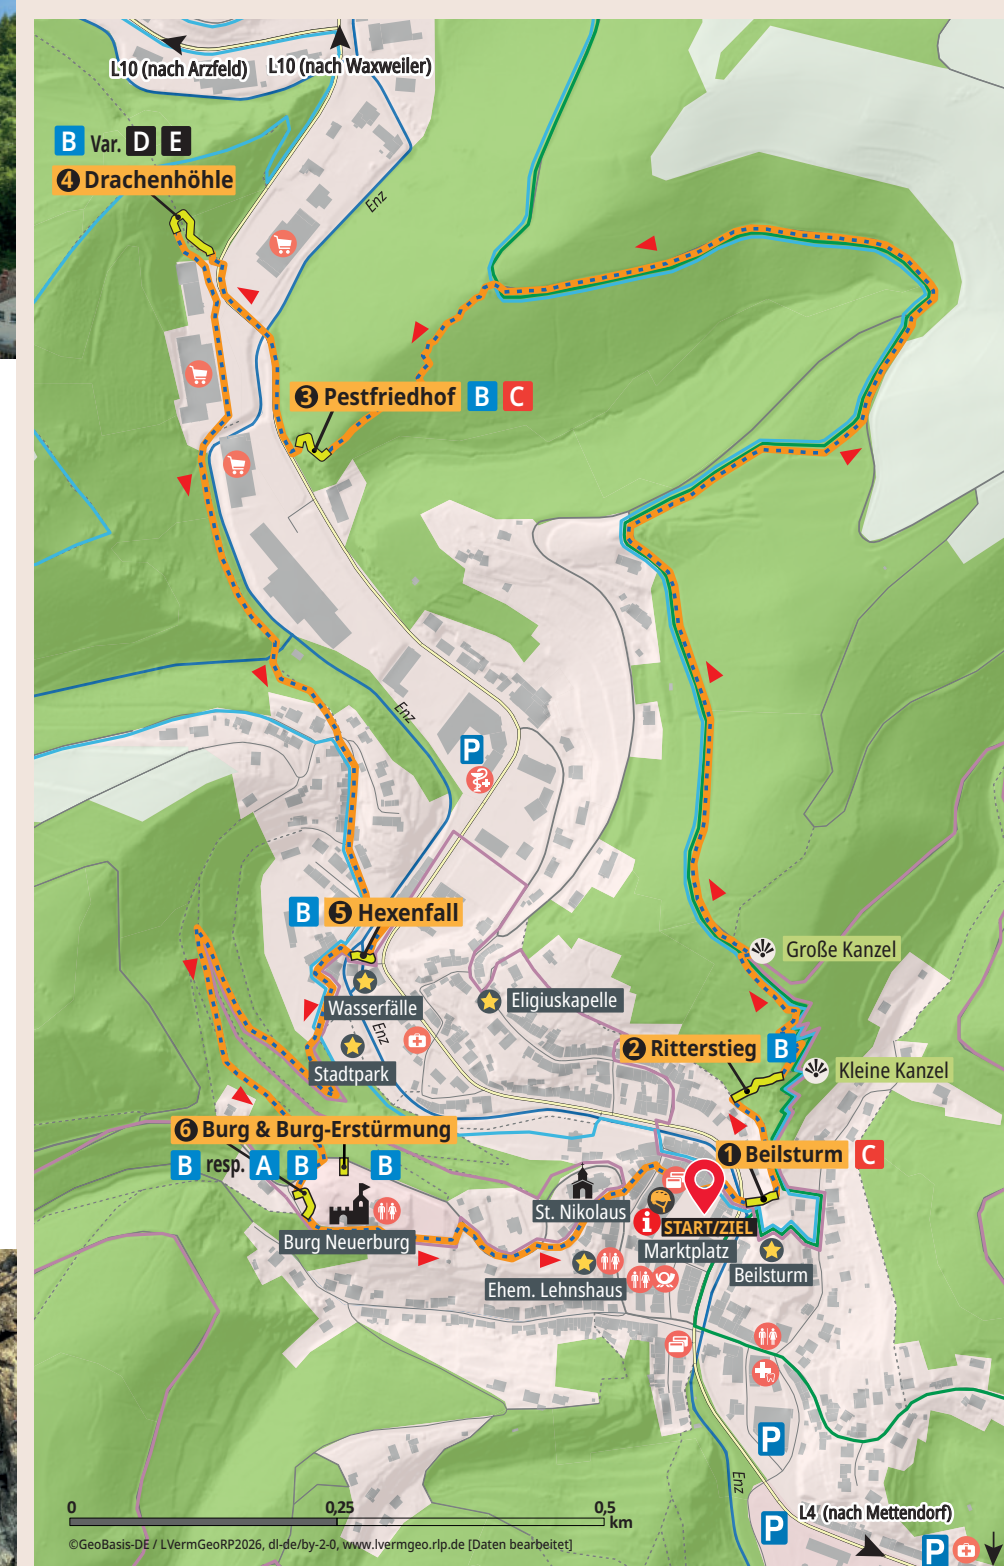 L10 (nach Arzfeld)
L10 (nach Waxweiler)
B Var. D E
4 Drachenhöhle
Enz
3 Pestfriedhof B C
Enz
P
B 5 Hexenfall
Große Kanzel
Wasserfälle
Eligiuskapelle
Enz
Stadtpark
2 Ritterstieg B
Kleine Kanzel
6 Burg & Burg-Erstürmung
B resp. A B B
1 Beilsturm C
St. Nikolaus
i START/ZIEL
Burg Neuerburg
Marktplatz
Beilsturm
Ehem. Lehnshaus
P
Enz
0 0,25 0,5
km
L4 (nach Mettendorf)
P
P
©GeoBasis-DE / LVermGeoRP2026, dl-de/by-2-0, www.lvermgeo.rlp.de [Daten bearbeitet]